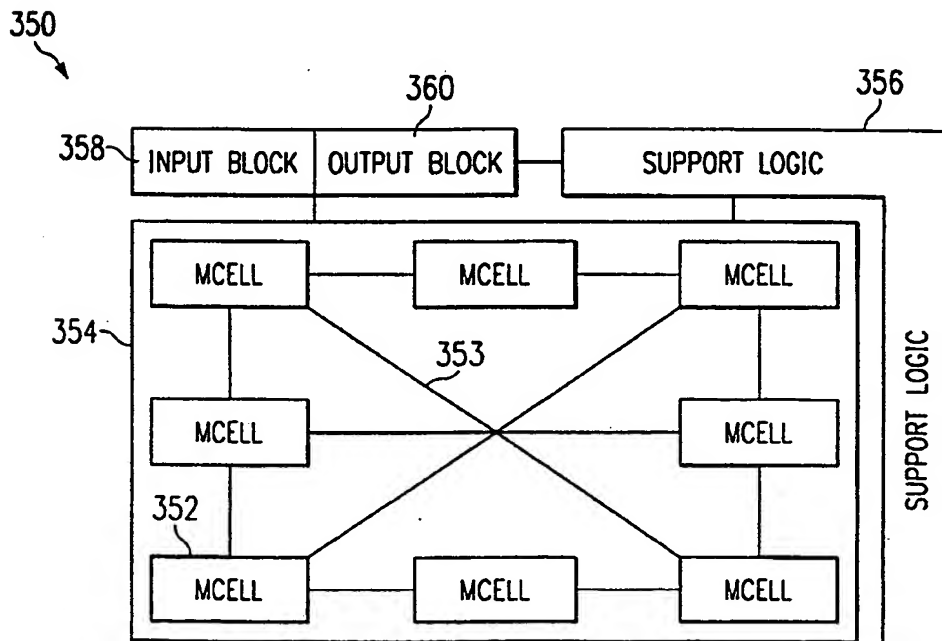 350
360
356
358
INPUT BLOCK
OUTPUT BLOCK
SUPPORT LOGIC
MCELL
MCELL
MCELL
354
353
MCELL
MCELL
SUPPORT LOGIC
352
MCELL
MCELL
MCELL